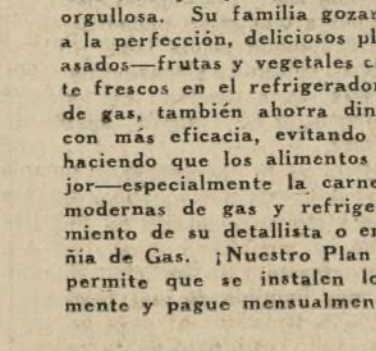 orgullosa. Su familia gozar
a la perfección, deliciosos pl
asados—frutas y vegetales c
te frescos en el refrigerador
de gas, también ahorra din
con más eficacia, evitando
haciendo que los alimentos
jor—especialmente la carne
modernas de gas y refrige
miento de su detallista o en
ñía de Gas. ¡Nuestro Plan
permite que se instalen lo
mente y pague mensualmen